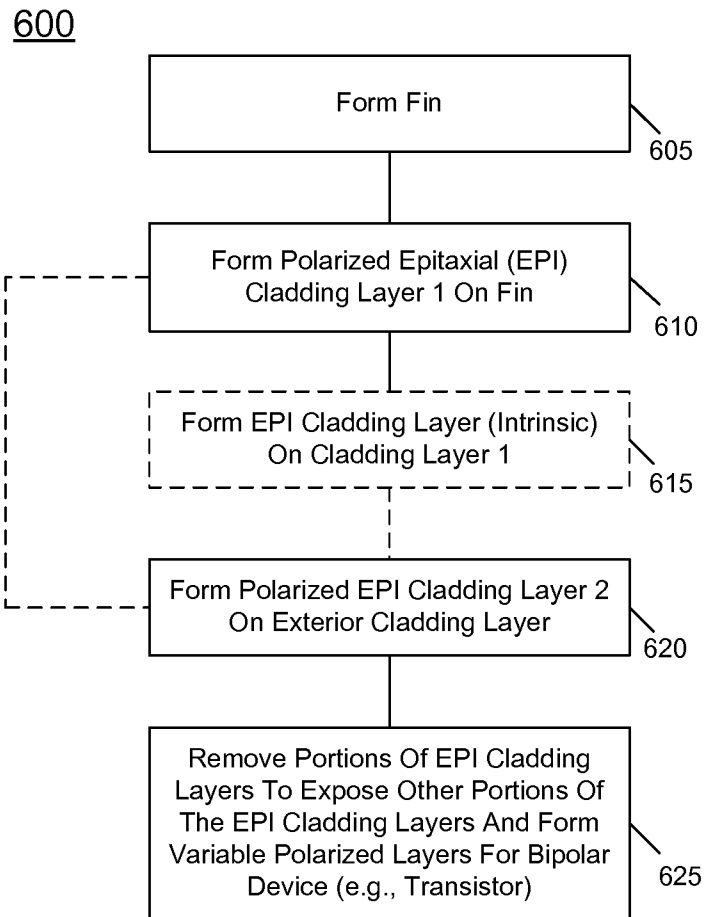 600
Form Fin
605
Form Polarized Epitaxial (EPI)
Cladding Layer 1 On Fin
610
Form EPI Cladding Layer (Intrinsic)
On Cladding Layer 1
615
Form Polarized EPI Cladding Layer 2
On Exterior Cladding Layer
620
Remove Portions Of EPI Cladding
Layers To Expose Other Portions Of
The EPI Cladding Layers And Form
Variable Polarized Layers For Bipolar
Device (e.g., Transistor)
625